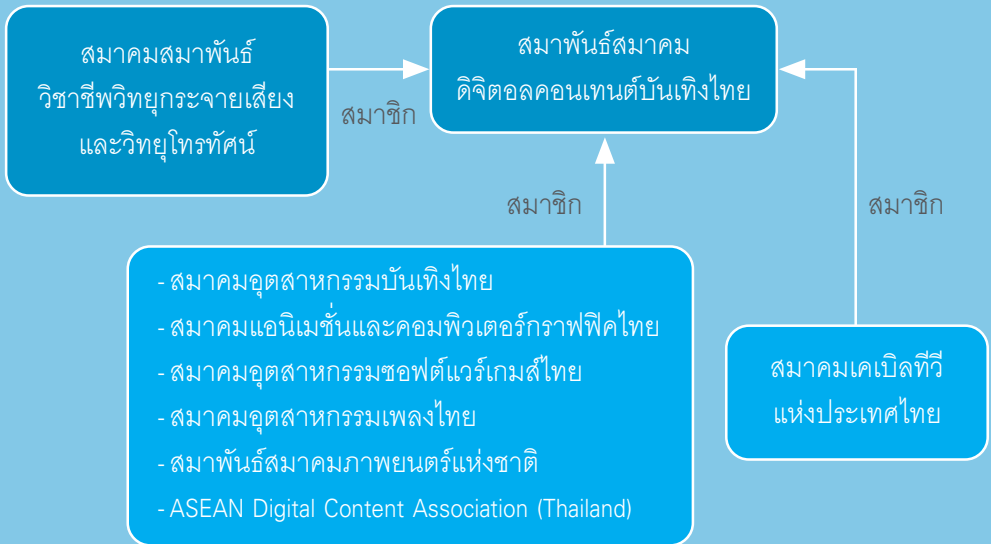 สมาคมสมาพันธ์
วิชาชีพวิทยุกระจายเสียง
และวิทยุโทรทัศน์
สมาชิก
สมาพันธ์สมาคม
ดิจิตอลคอนเทนต์บันเทิงไทย
สมาชิก
สมาชิก
- สมาคมอุตสาหกรรมบันเทิงไทย
- สมาคมแอนิเมชั่นและคอมพิวเตอร์กราฟฟิคไทย
- สมาคมอุตสาหกรรมซอฟต์แวร์เกมส์ไทย
- สมาคมอุตสาหกรรมเพลงไทย
- สมาพันธ์สมาคมภาพยนตร์แห่งชาติ
- ASEAN Digital Content Association (Thailand)
สมาคมเคเบิลทีวี
แห่งประเทศไทย